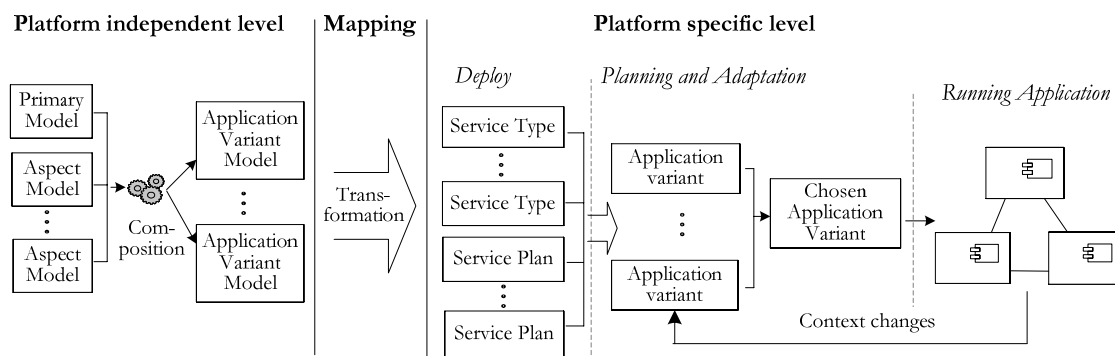 Platform independent level
Mapping
Platform specific level
Deploy
Planning and Adaptation
Running Application
Primary
Model
Aspect
Model
Aspect
Model
Com-
position
Application
Variant
Model
Application
Variant
Model
Trans-
formation
Service Type
Service Type
Service Plan
Service Plan
Application
variant
Application
variant
Chosen
Application
Variant
Context changes